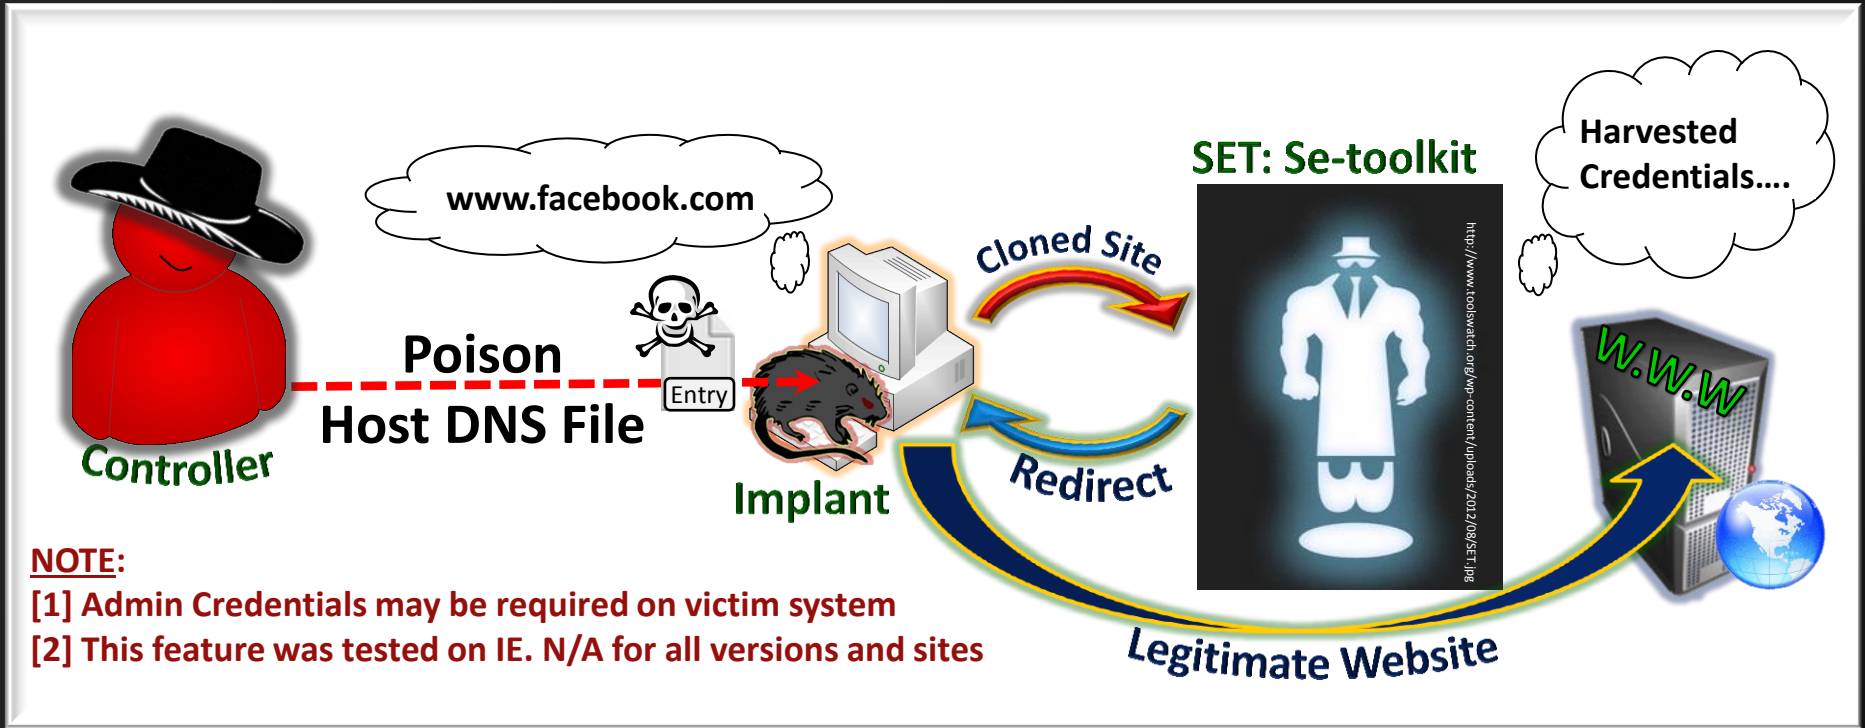 Harvested
Credentials....
SET: Se-toolkit
www.facebook.com
Cloned Site
http://www.toolswatch.org/wp-content/uploads/2012/08/SET.jpg
W.W.W
Poison
Entry
Host DNS File
Controller
Redirect
Implant
NOTE:
[1] Admin Credentials may be required on victim system
[2] This feature was tested on IE. N/A for all versions and sites
Legitimate Website